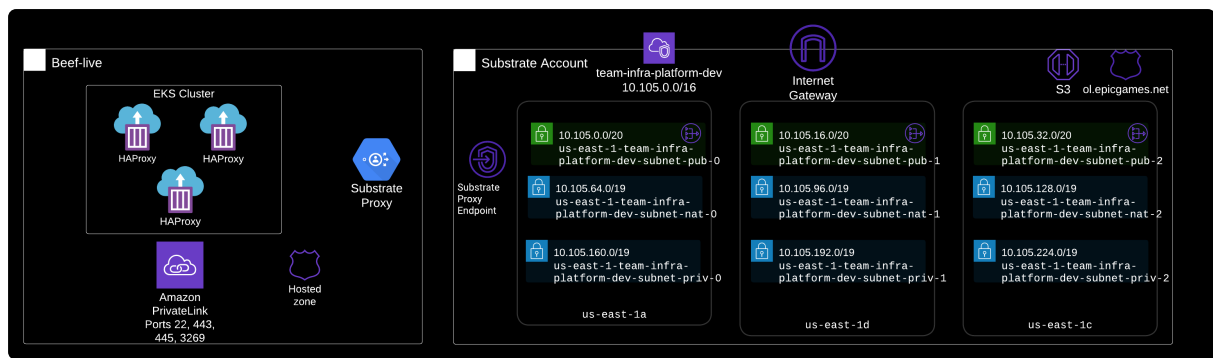 Beef-live
EKS Cluster
HAProxy
HAProxy
HAProxy
Amazon
PrivateLink
Ports 22, 443,
445, 3269
Hosted
zone
Substrate
Proxy
Substrate Account
team-infra-platform-dev
10.105.0.0/16
Internet
Gateway
S3
ol.epicgames.net
Substrate
Proxy
Endpoint
10.105.0.0/20
us-east-1-team-infra-
platform-dev-subnet-pub-0
10.105.64.0/19
us-east-1-team-infra-
platform-dev-subnet-nat-0
10.105.160.0/19
us-east-1-team-infra-
platform-dev-subnet-priv-0
us-east-1a
10.105.16.0/20
us-east-1-team-infra-
platform-dev-subnet-pub-1
10.105.96.0/19
us-east-1-team-infra-
platform-dev-subnet-nat-1
10.105.192.0/19
us-east-1-team-infra-
platform-dev-subnet-priv-1
us-east-1d
10.105.32.0/20
us-east-1-team-infra-
platform-dev-subnet-pub-2
10.105.128.0/19
us-east-1-team-infra-
platform-dev-subnet-nat-2
10.105.224.0/19
us-east-1-team-infra-
platform-dev-subnet-priv-2
us-east-1c